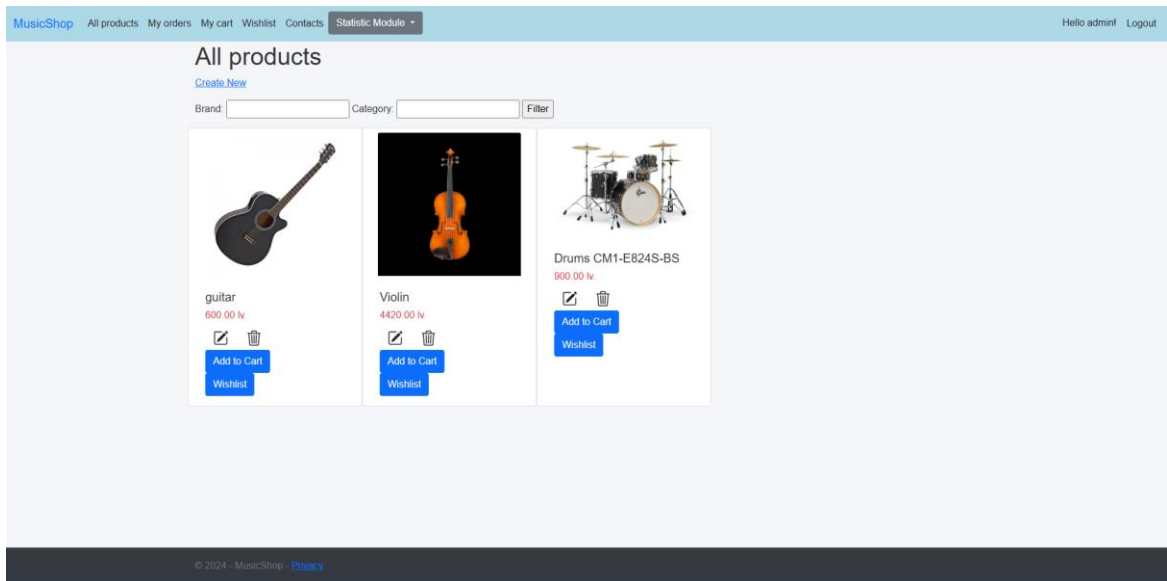 MusicShop All products My orders My cart Wishlist Contacts Statistic Module Hello admin! Logout
All products
Create New
Brand: Category: Filter
guitar
600.00 lv.
Add to Cart
Wishlist
Violin
4420.00 lv.
Add to Cart
Wishlist
Drums CM1-E824S-BS
900.00 lv.
Add to Cart
Wishlist
© 2024 - MusicShop - Privacy